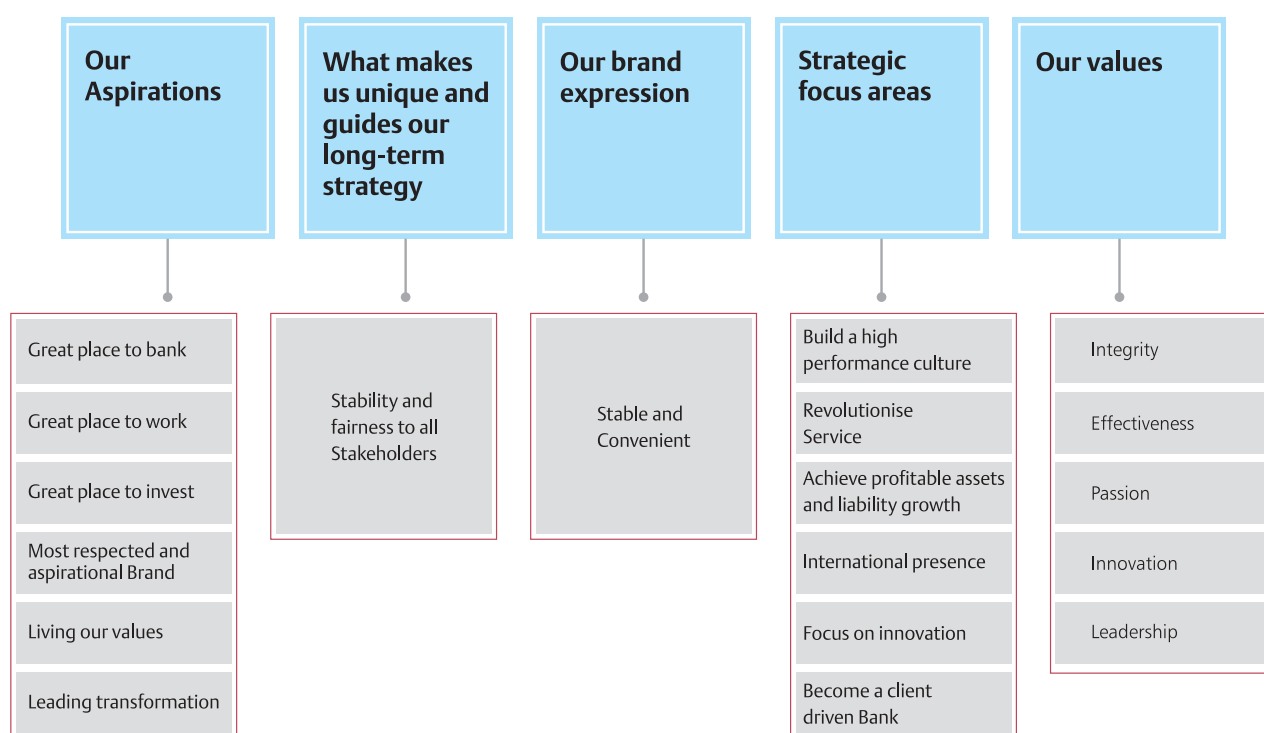 Our
Aspirations
What makes
us unique and
guides our
long-term
strategy
Our brand
expression
Strategic
focus areas
Our values
Great place to bank
Great place to work
Great place to invest
Most respected and
aspirational Brand
Living our values
Leading transformation
Stability and
fairness to all
Stakeholders
Stable and
Convenient
Build a high
performance culture
Revolutionise
Service
Achieve profitable assets
and liability growth
International presence
Focus on innovation
Become a client
driven Bank
Integrity
Effectiveness
Passion
Innovation
Leadership